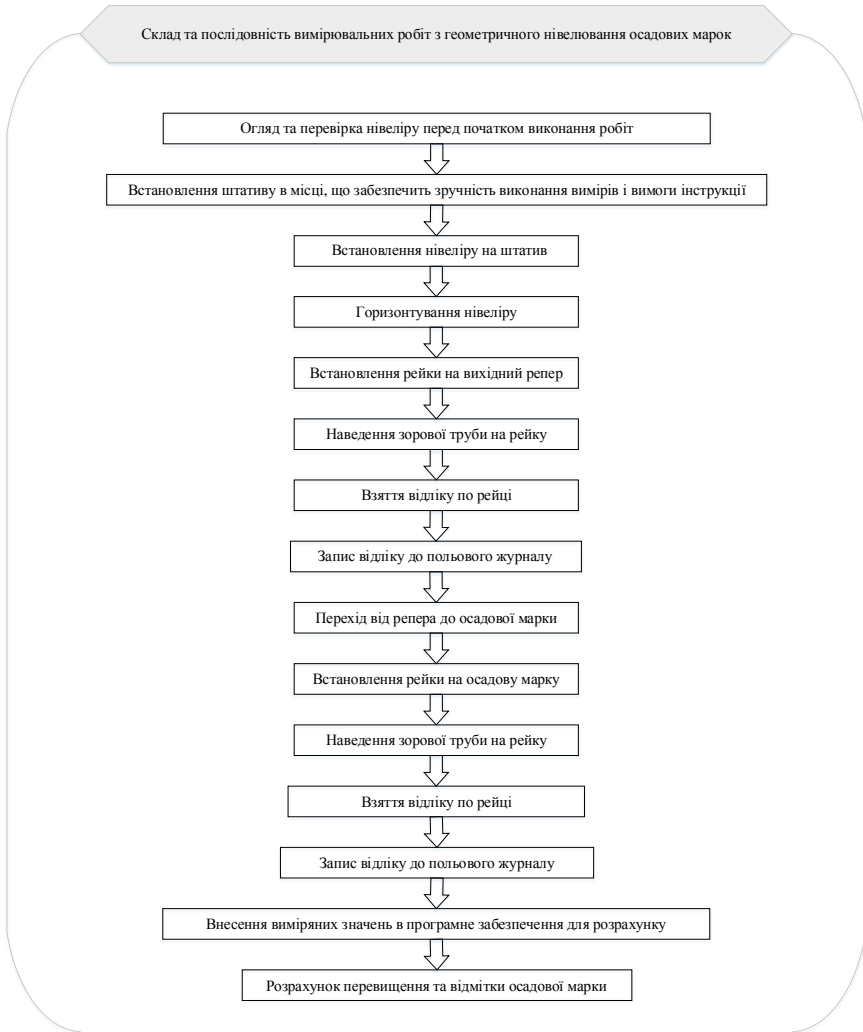 Склад та послідовність вимірювальних робіт з геометричного нівелювання осадових марок
Огляд та перевірка нівеліру перед початком виконання робіт
Встановлення штативу в місці, що забезпечить зручність виконання вимірів і вимоги інструкції
Встановлення нівеліру на штатив
Горизонтування нівеліру
Встановлення рейки на вихідний репер
Наведення зорової труби на рейку
Взяття відліку по рейці
Запис відліку до польового журналу
Перехід від репера до осадової марки
Встановлення рейки на осадову марку
Наведення зорової труби на рейку
Взяття відліку по рейці
Запис відліку до польового журналу
Внесення виміряних значень в програмне забезпечення для розрахунку
Розрахунок перевищення та відмітки осадової марки